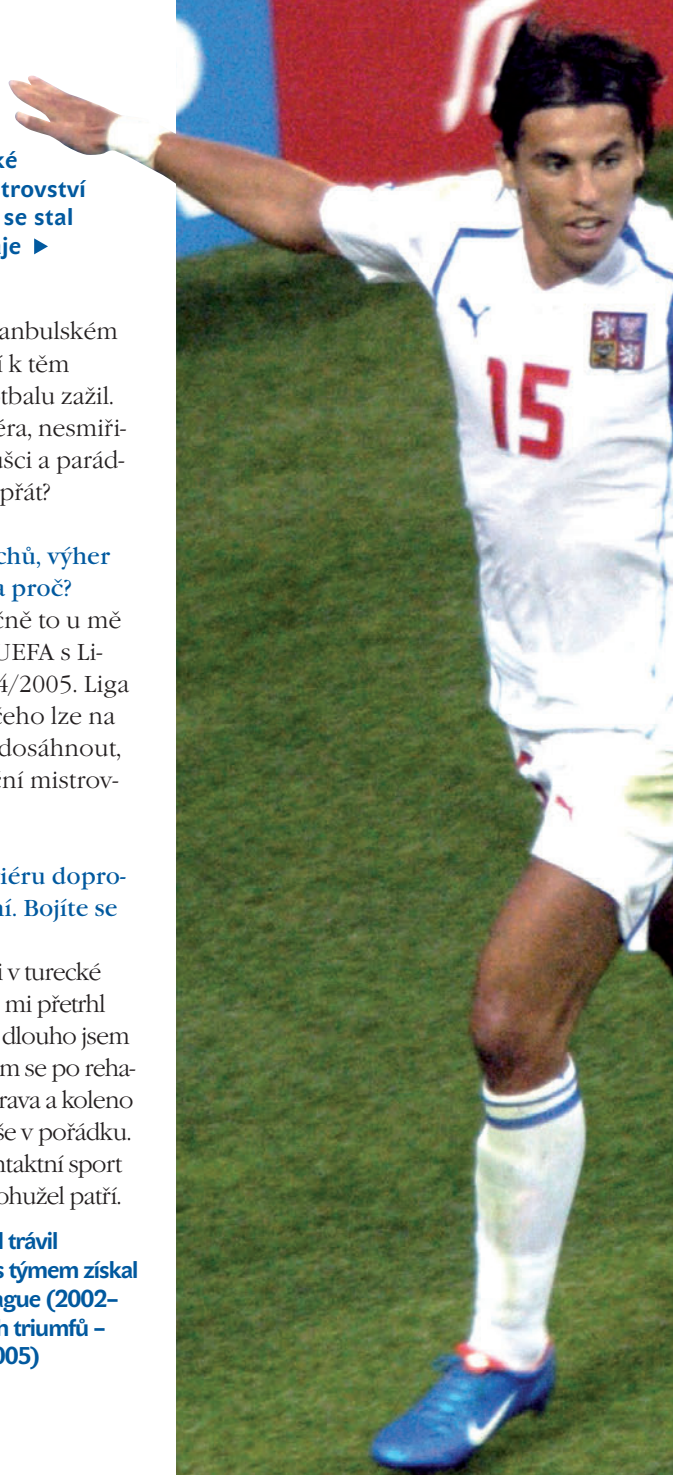 ké
trovství
se stal
je ▶
anbulském
í k těm
tbalu zažil.
éra, nesmiři-
ušci a parád-
přát?
chů, výher
a proč?
čně to u mě
UEFA s Li-
4/2005. Liga
čeho lze na
dosáhnout,
ční mistrov-
iéru dopro-
ní. Bojíte se
i v turecké
mi přetrhl
dlouho jsem
m se po reha-
rava a koleno
še v pořádku.
ntaktní sport
ohužel patří.
l trávil
s týmem získal
ague (2002–
h triumfů –
005)
15